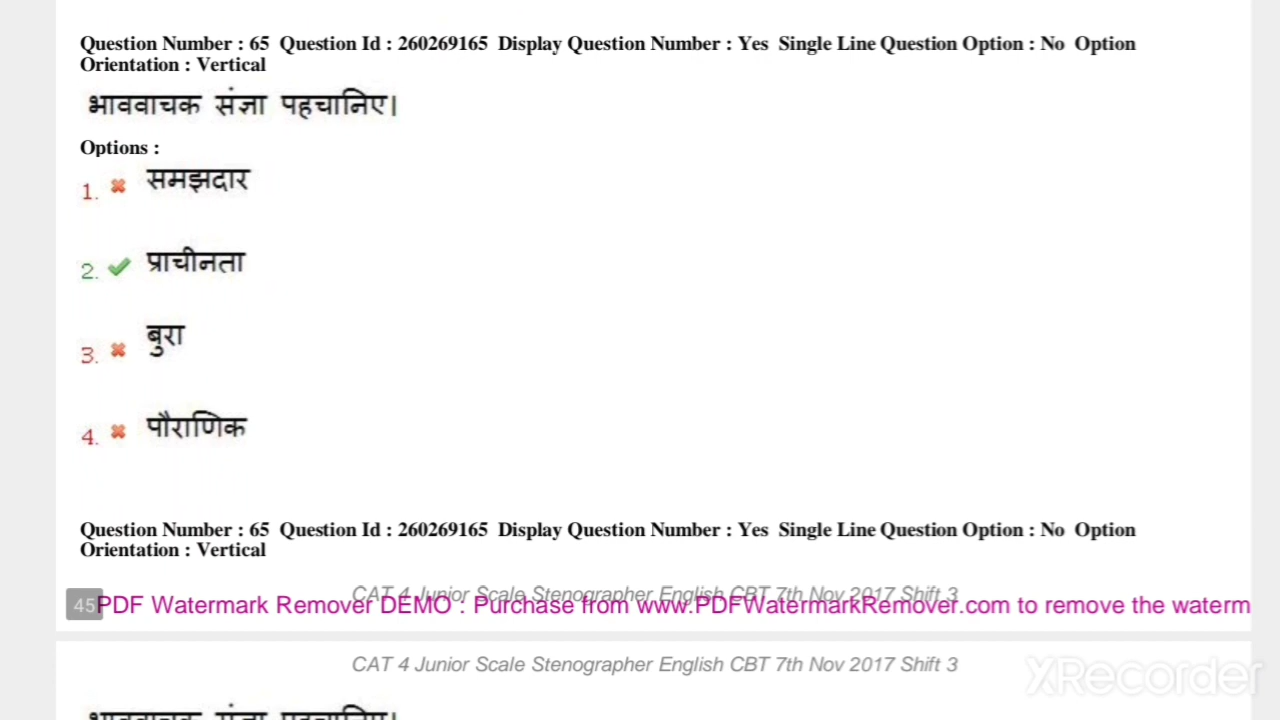 Question Number : 65 Question Id : 260269165 Display Question Number : Yes Single Line Question Option : No Option
Orientation : Vertical
भाववाचक संज्ञा पहचानिए।
Options :
1. समझदार
2. प्राचीनता
3. बुरा
4. पौराणिक
Question Number : 65 Question Id : 260269165 Display Question Number : Yes Single Line Question Option : No Option
Orientation : Vertical
CAT 4 Junior Scale Stenographer English CBT 7th Nov 2017 Shift 3
45
PDF Watermark Remover DEMO : Purchase from www.PDFWatermarkRemover.com to remove the waterm
CAT 4 Junior Scale Stenographer English CBT 7th Nov 2017 Shift 3
XRecorder
भाववाचक संज्ञा पहचानिए।